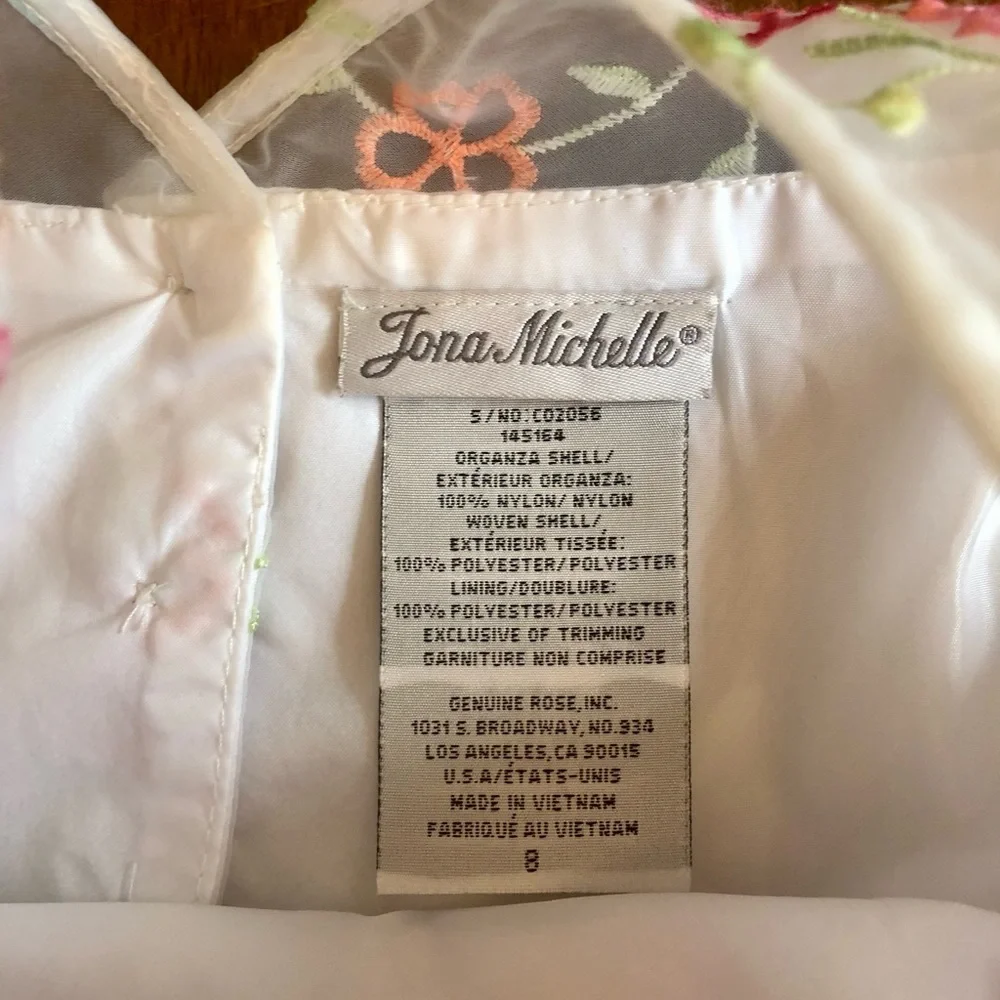 Jona Michelle®
S/NO:C02056
145164
ORGANZA SHELL/
EXTÉRIEUR ORGANZA:
100% NYLON/ NYLON
WOVEN SHELL/
EXTÉRIEUR TISSÉE:
100% POLYESTER/POLYESTER
LINING/DOUBLURE:
100% POLYESTER/POLYESTER
EXCLUSIVE OF TRIMMING
GARNITURE NON COMPRISE
GENUINE ROSE,INC.
1031 S. BROADWAY,NO.934
LOS ANGELES,CA 90015
U.S.A/ÉTATS-UNIS
MADE IN VIETNAM
FABRIQUÉ AU VIETNAM
8